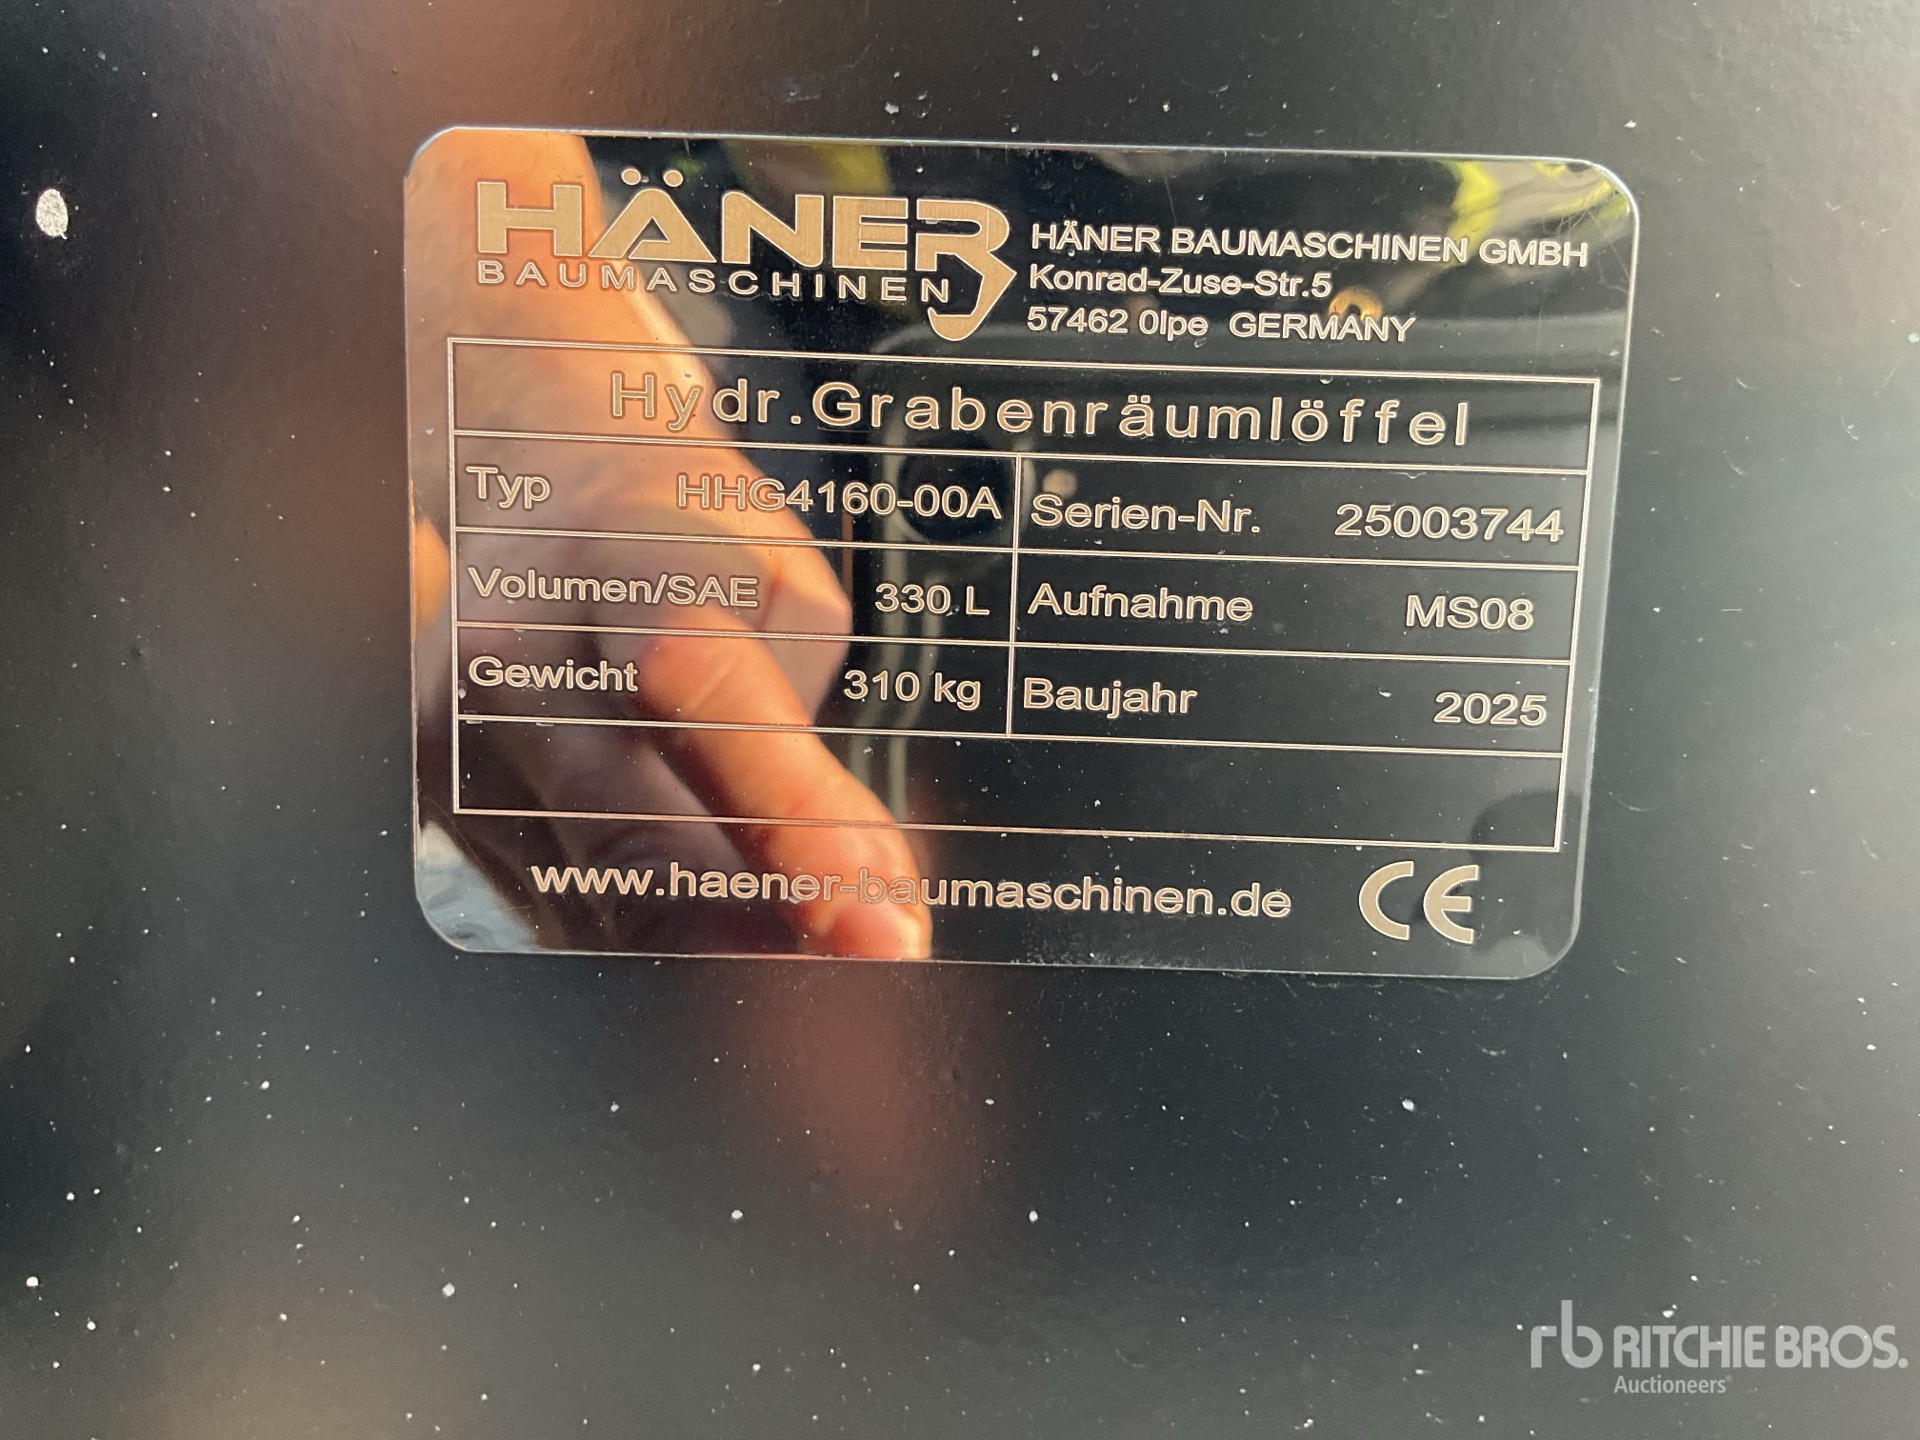 HÄNER
BAUMASCHINEN
HÄNER BAUMASCHINEN GMBH
Konrad-Zuse-Str.5
57462 Olpe GERMANY
Hydr.Grabenräumlöffel
Typ HHG4160-00A Serien-Nr. 25003744
Volumen/SAE 330 L Aufnahme MS08
Gewicht 310 kg Baujahr 2025
www.haener-baumaschinen.de CE
rb RITCHIE BROS.
Auctioneers